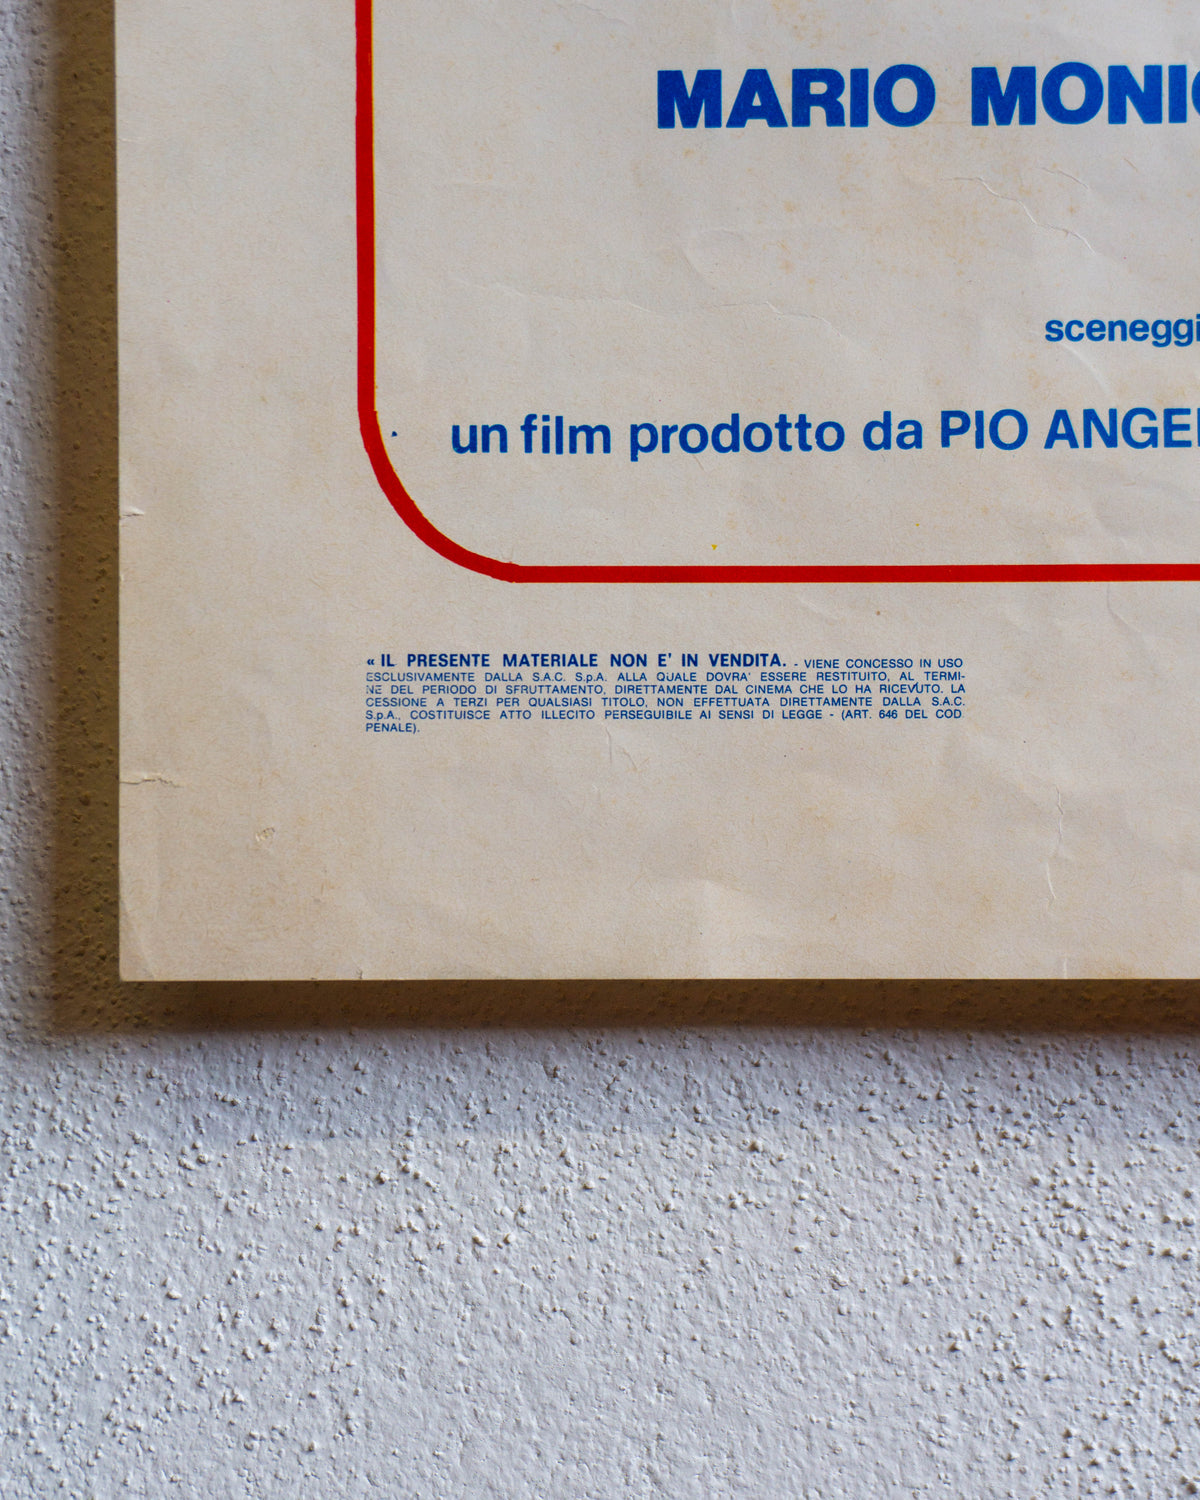 MARIO MONIC
sceneggi
un film prodotto da PIO ANGEL
« IL PRESENTE MATERIALE NON E' IN VENDITA. - VIENE CONCESSO IN USO
ESCLUSIVAMENTE DALLA S.A.C. S.p.A. ALLA QUALE DOVRA' ESSERE RESTITUITO, AL TERMI-
NE DEL PERIODO DI SFRUTTAMENTO, DIRETTAMENTE DAL CINEMA CHE LO HA RICEVUTO. LA
CESSIONE A TERZI PER QUALSIASI TITOLO, NON EFFETTUATA DIRETTAMENTE DALLA S.A.C.
S.p.A., COSTITUISCE ATTO ILLECITO PERSEGUIBILE AI SENSI DI LEGGE - (ART. 646 DEL COD.
PENALE).